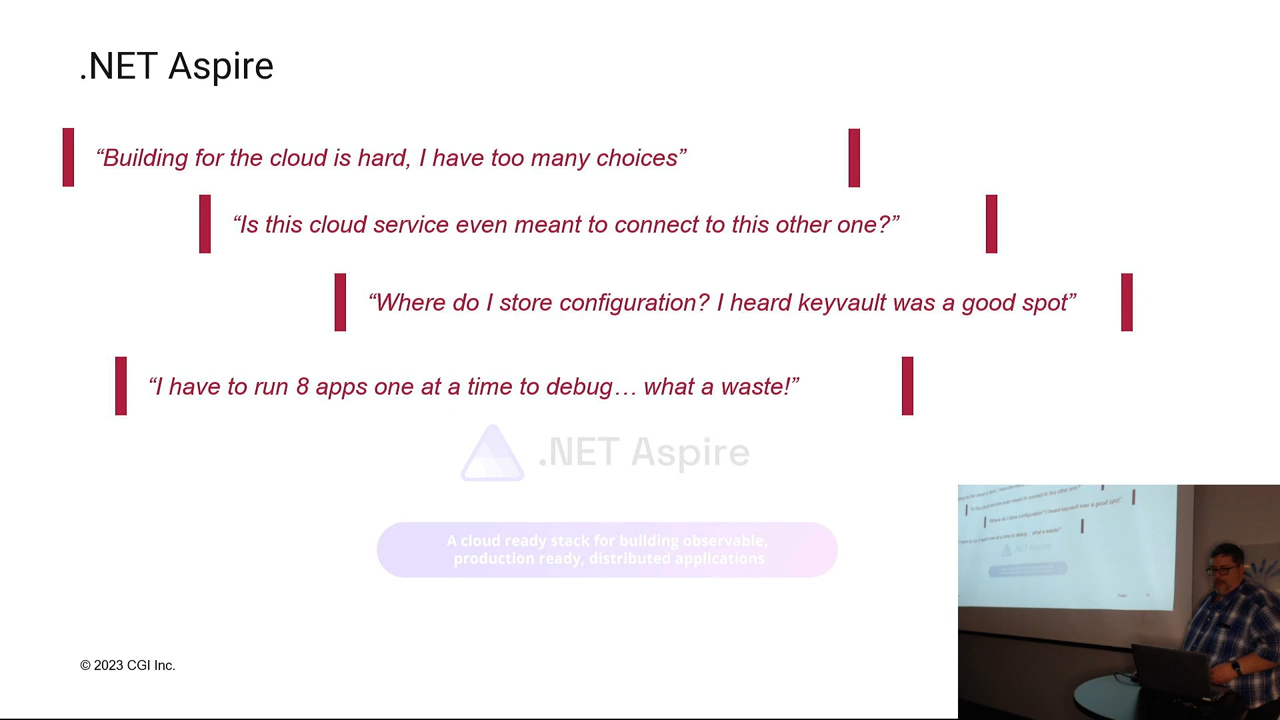 .NET Aspire
“Building for the cloud is hard, I have too many choices”
“Is this cloud service even meant to connect to this other one?”
“Where do I store configuration? I heard keyvault was a good spot”
“I have to run 8 apps one at a time to debug… what a waste!”
.NET Aspire
A cloud ready stack for building observable,
production ready, distributed applications
© 2023 CGI Inc.